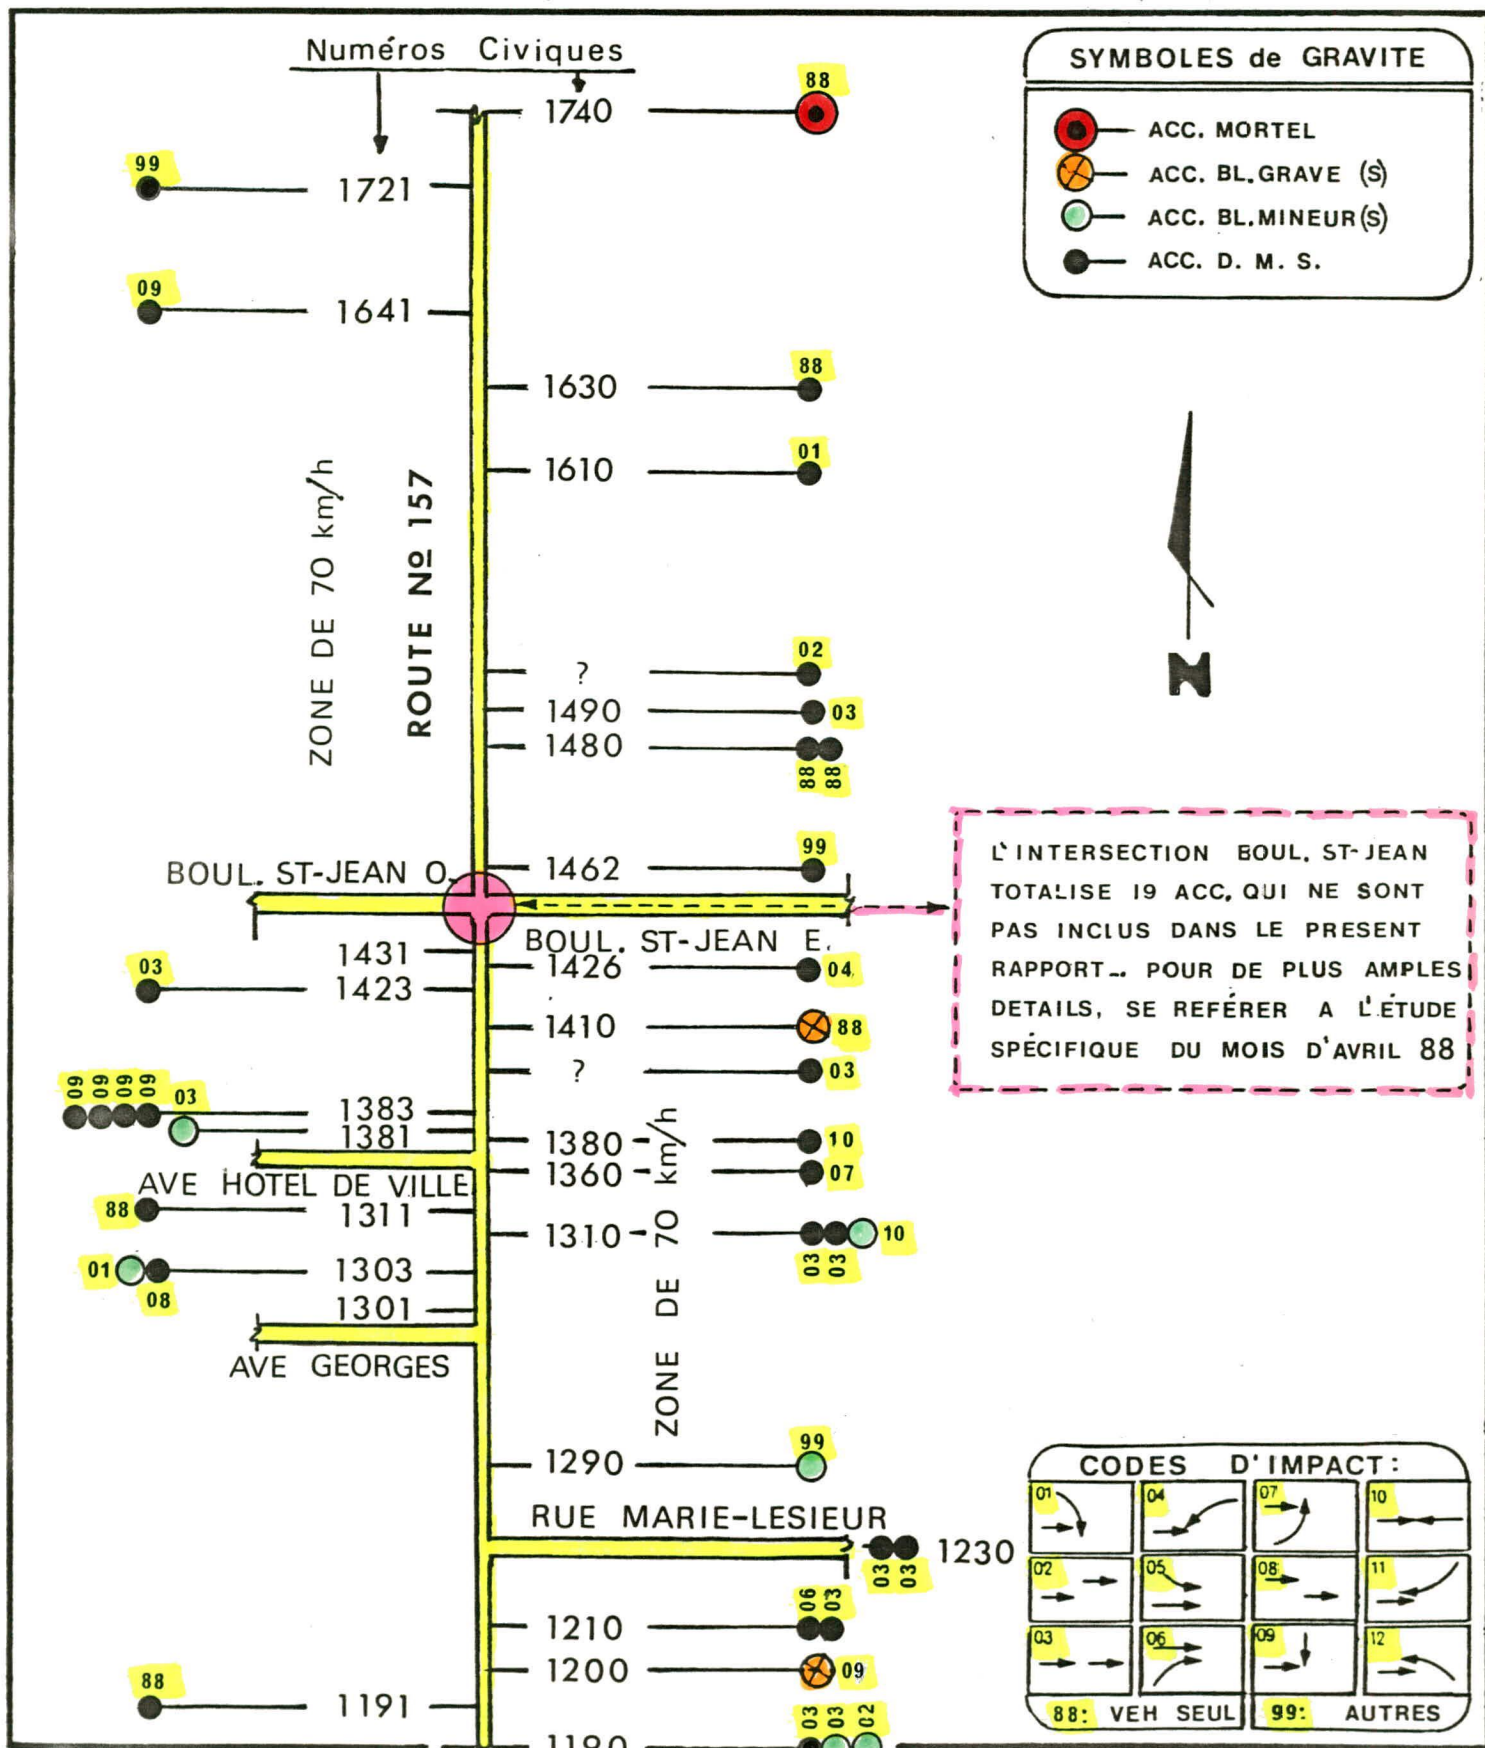 Numéros Civiques
88
1740
99
1721
09
1641
88
1630
01
1610
ZONE DE 70 km/h
ROUTE Nº 157
02
?
1490 03
1480
88 88
99
1462
BOUL. ST-JEAN O.
BOUL. ST-JEAN E.
1431
1426 04
03
1423
1410 88
? 03
09 09 09 09 03
1383
1381
1380 10
AVE HOTEL DE VILLE
1360 07
88 1311
1310 10
03 03
01 1303
08
1301
ZONE DE 70 km/h
AVE GEORGES
99
1290
RUE MARIE-LESIEUR
1230
03 03
06 03
1210
1200 09
88
1191
03 03 02
1180
SYMBOLES de GRAVITE
ACC. MORTEL
ACC. BL. GRAVE (S)
ACC. BL. MINEUR (S)
ACC. D. M. S.
N
L'INTERSECTION BOUL. ST-JEAN
TOTALISE 19 ACC. QUI NE SONT
PAS INCLUS DANS LE PRESENT
RAPPORT.. POUR DE PLUS AMPLES
DETAILS, SE REFÉRER A L'ÉTUDE
SPÉCIFIQUE DU MOIS D'AVRIL 88
CODES D'IMPACT:
01 04 07 10
02 05 08 11
03 06 09 12
88: VEH SEUL 99: AUTRES